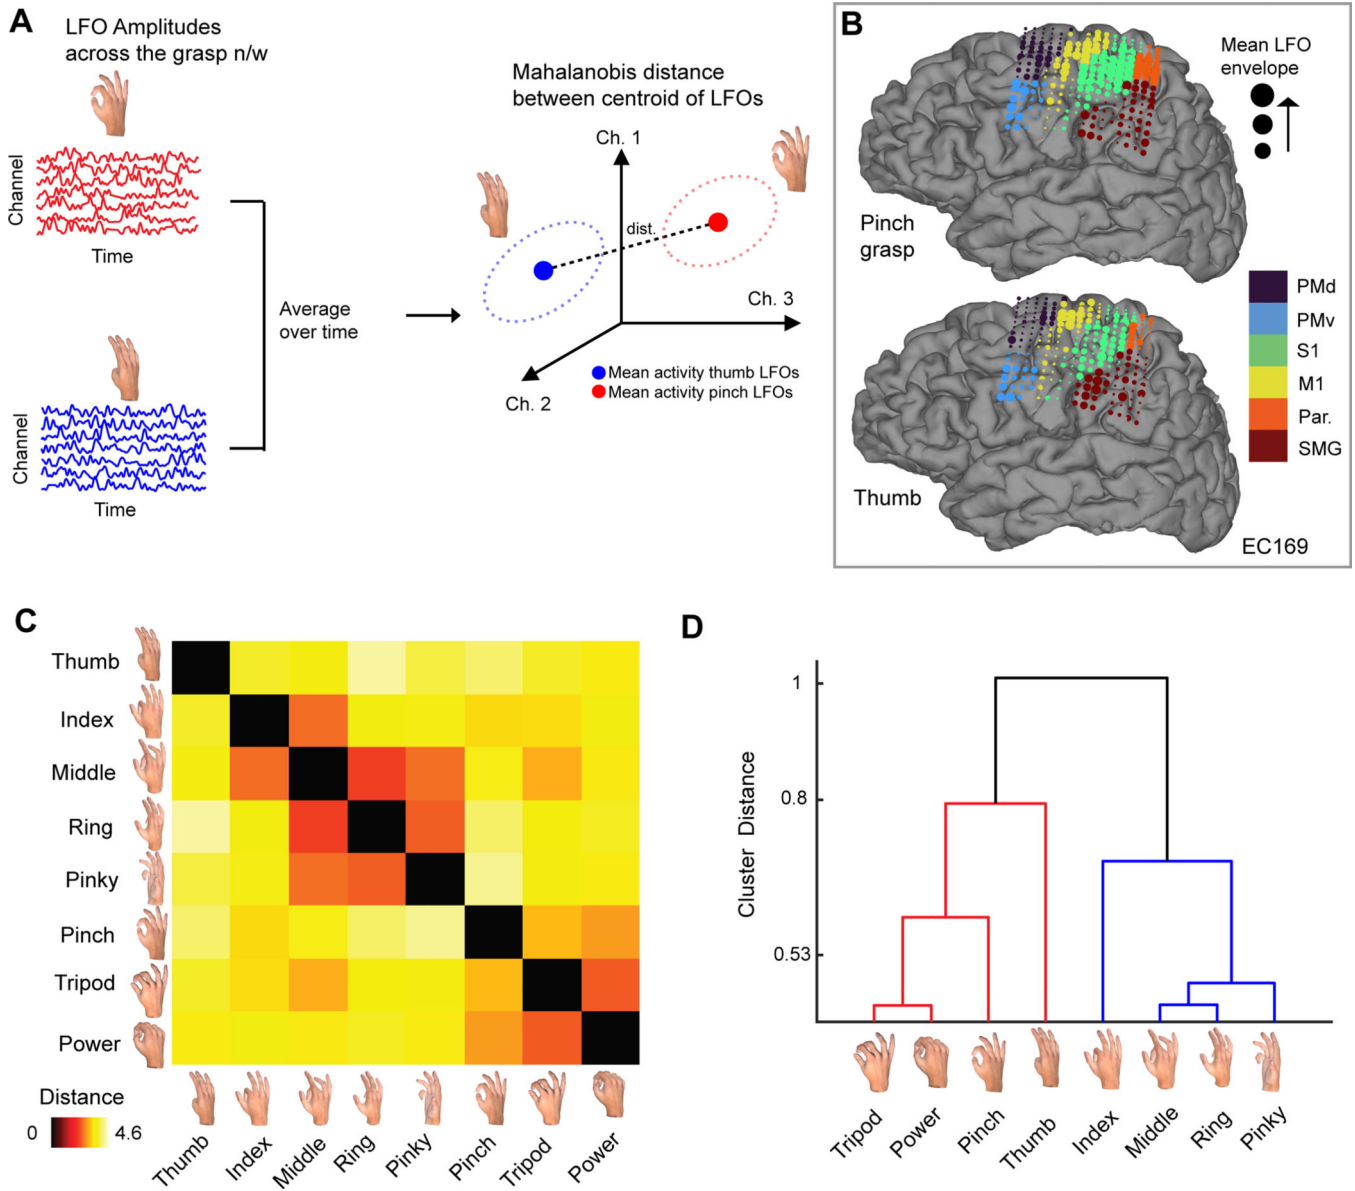 A
LFO Amplitudes
across the grasp n/w
Channel
Time
Channel
Time
Average
over time
Mahalanobis distance
between centroid of LFOs
Ch. 1
dist.
Ch. 3
Ch. 2
Mean activity thumb LFOs
Mean activity pinch LFOs
B
Mean LFO
envelope
Pinch
grasp
Thumb
PMd
PMv
S1
M1
Par.
SMG
EC169
C
Thumb
Index
Middle
Ring
Pinky
Pinch
Tripod
Power
Distance
0 4.6
Thumb Index Middle Ring Pinky Pinch Tripod Power
D
Cluster Distance
1
0.8
0.53
Tripod Power Pinch Thumb Index Middle Ring Pinky